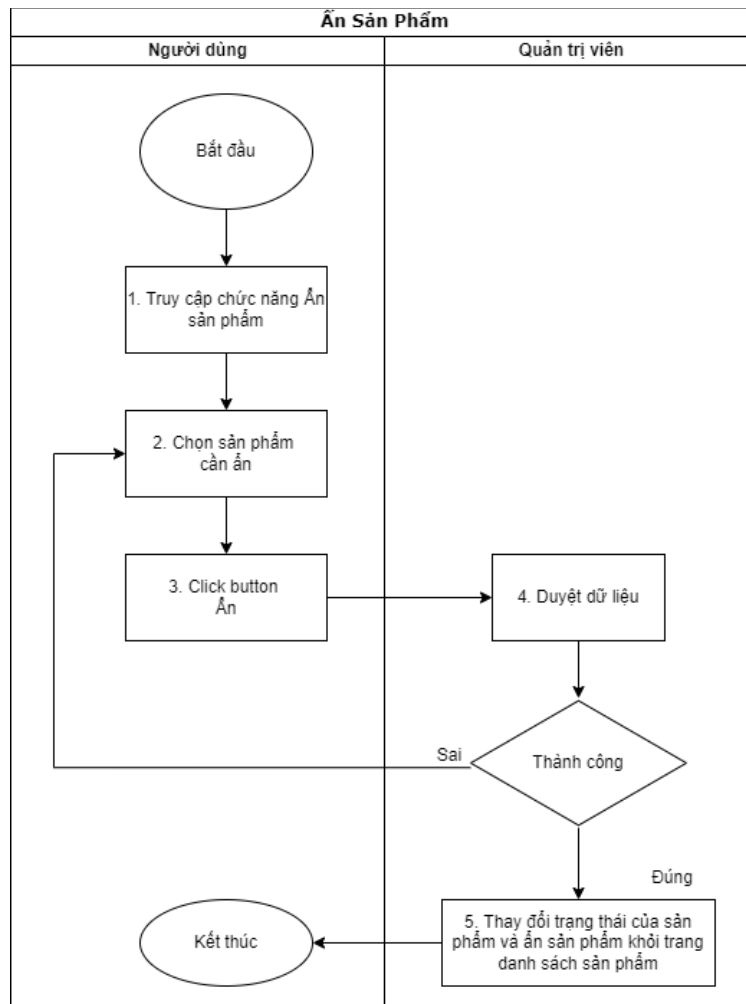 Ẩn Sản Phẩm
Người dùng
Quản trị viên
Bắt đầu
1. Truy cập chức năng Ẩn
sản phẩm
2. Chọn sản phẩm
cần ẩn
3. Click button
Ẩn
4. Duyệt dữ liệu
Thành công
Sai
Đúng
5. Thay đổi trạng thái của sản
phẩm và ẩn sản phẩm khỏi trang
danh sách sản phẩm
Kết thúc